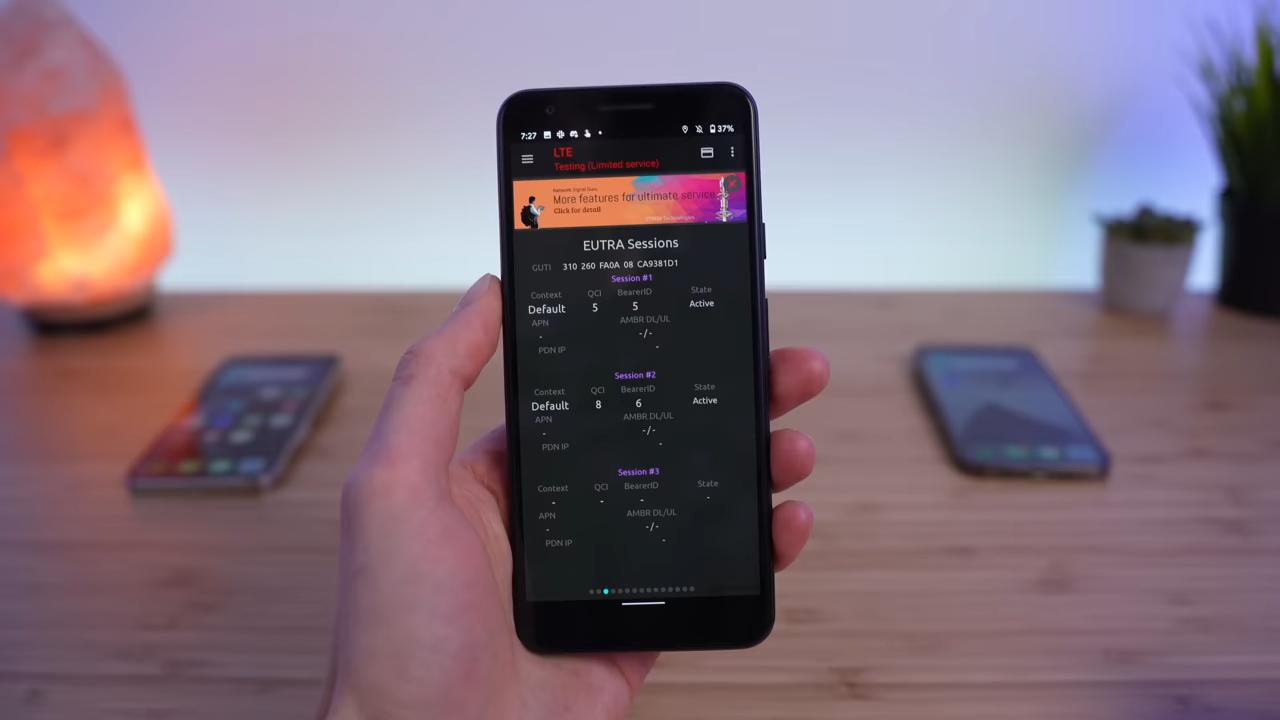 7:27 37%
LTE
Testing (Limited service)
Network Signal Guru
More features for ultimate service
Click for detail
EUTRA Sessions
GUTI 310 260 FA0A 08 CA9381D1
Session #1
Context QCI BearerID State
Default 5 5 Active
APN AMBR DL/UL
- -/-
PDN IP -
Session #2
Context QCI BearerID State
Default 8 6 Active
APN AMBR DL/UL
- -/-
PDN IP -
Session #3
Context QCI BearerID State
- - - -
APN AMBR DL/UL
- -/-
PDN IP -